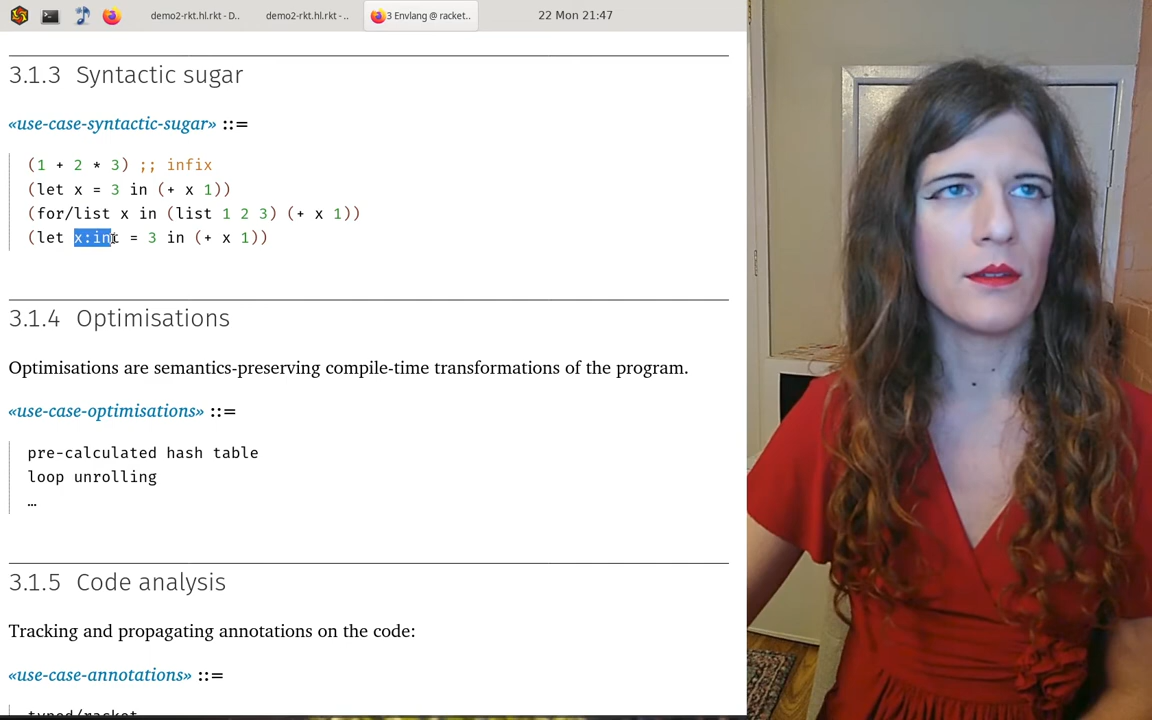 demo2-rkt.hl.rkt - D.. demo2-rkt.hl.rkt - .. 3 Envlang @ racket.. 22 Mon 21:47
3.1.3 Syntactic sugar
«use-case-syntactic-sugar» ::=
(1 + 2 * 3) ;; infix
(let x = 3 in (+ x 1))
(for/list x in (list 1 2 3) (+ x 1))
(let x:int = 3 in (+ x 1))
3.1.4 Optimisations
Optimisations are semantics-preserving compile-time transformations of the program.
«use-case-optimisations» ::=
pre-calculated hash table
loop unrolling
…
3.1.5 Code analysis
Tracking and propagating annotations on the code:
«use-case-annotations» ::=
typed/racket